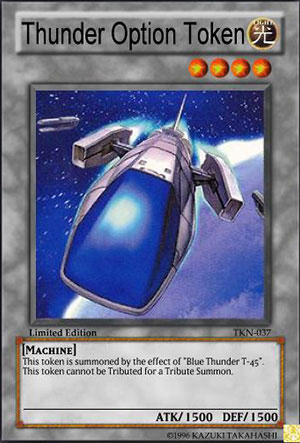 Thunder Option Token
LIGHT
光
Limited Edition
TKN-037
[MACHINE]
This token is summoned by the effect of "Blue Thunder T-45".
This token cannot be Tributed for a Tribute Summon.
ATK/ 1500 DEF/ 1500
©1996 KAZUKI TAKAHASHI